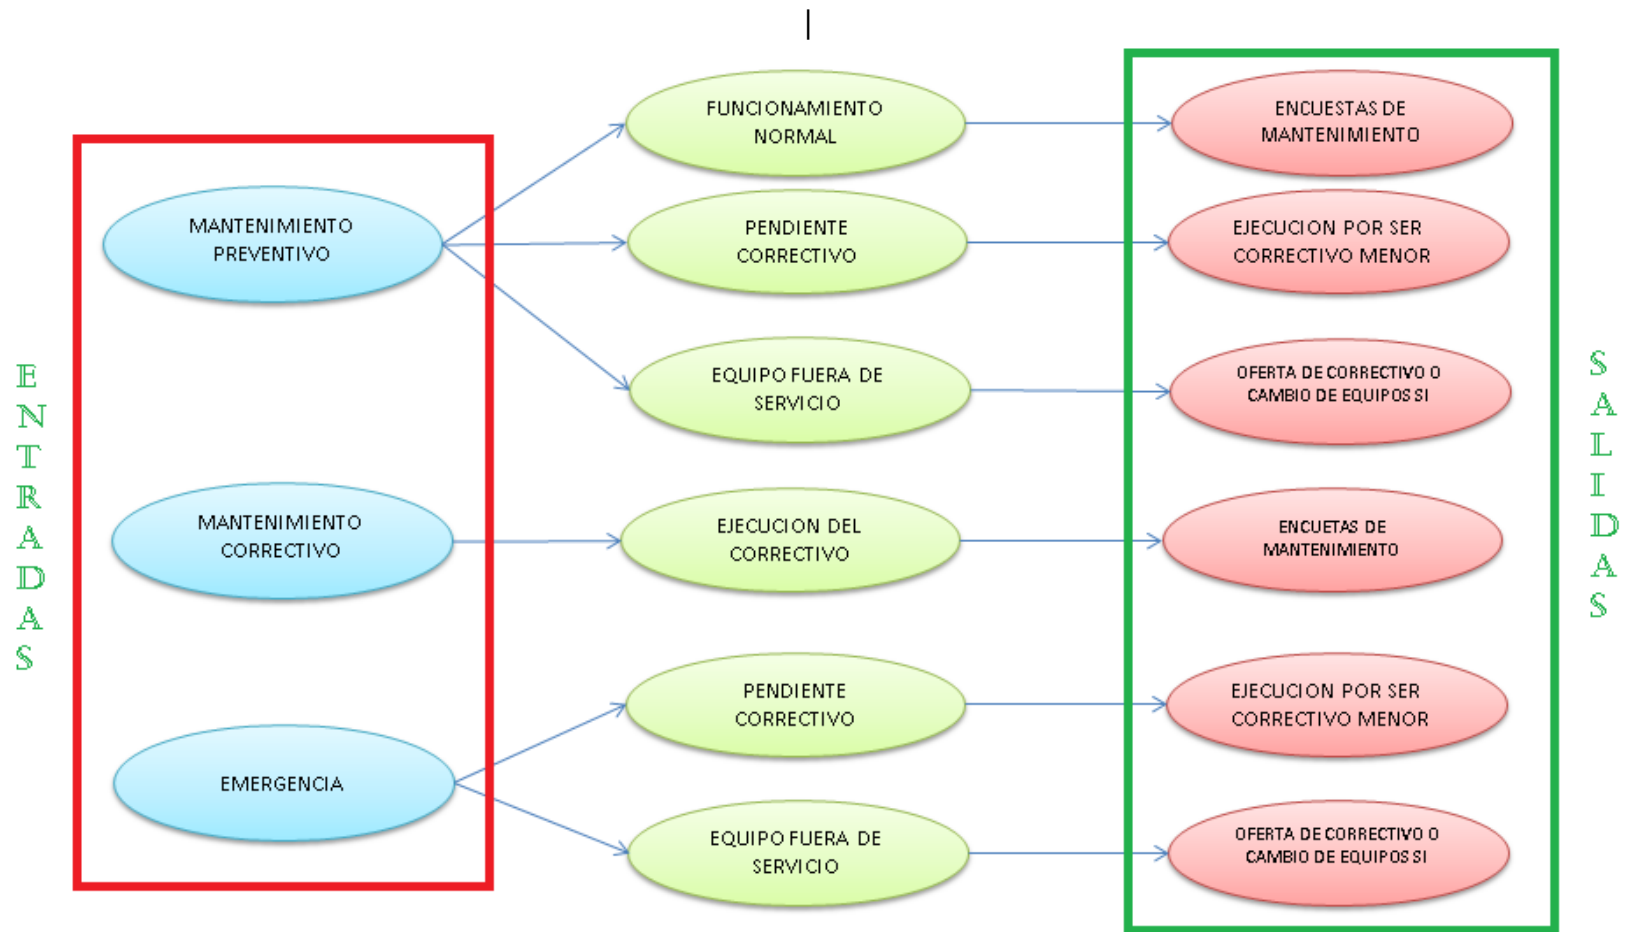 ENTRADAS
MANTENIMIENTO
PREVENTIVO
MANTENIMIENTO
CORRECTIVO
EMERGENCIA
FUNCIONAMIENTO
NORMAL
PENDIENTE
CORRECTIVO
EQUIPO FUERA DE
SERVICIO
EJECUCION DEL
CORRECTIVO
PENDIENTE
CORRECTIVO
EQUIPO FUERA DE
SERVICIO
ENCUESTAS DE
MANTENIMIENTO
EJECUCION POR SER
CORRECTIVO MENOR
OFERTA DE CORRECTIVO O
CAMBIO DE EQUIPOS SI
ENCUETAS DE
MANTENIMIENTO
EJECUCION POR SER
CORRECTIVO MENOR
OFERTA DE CORRECTIVO O
CAMBIO DE EQUIPOS SI
SALIDAS